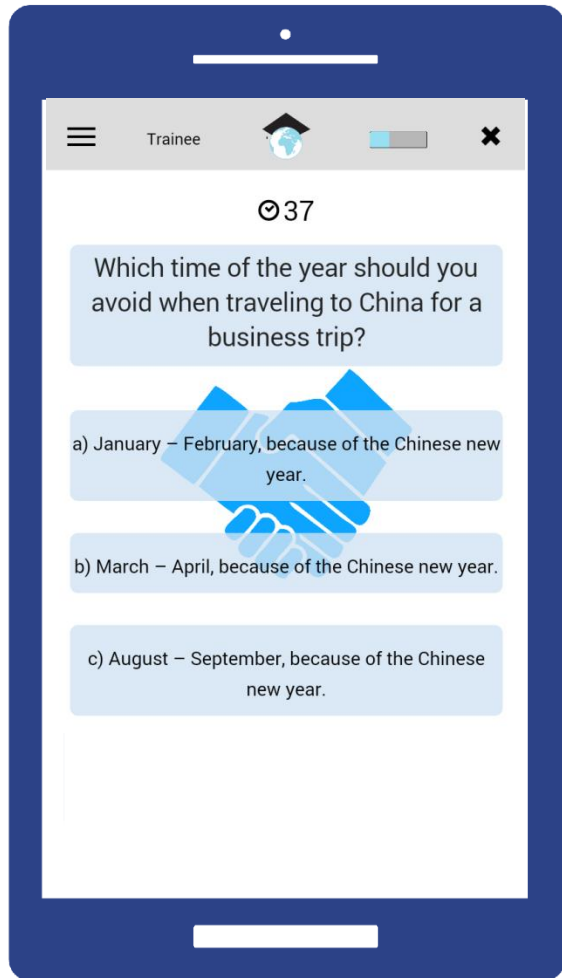 Trainee
37
Which time of the year should you
avoid when traveling to China for a
business trip?
a) January – February, because of the Chinese new
year.
b) March – April, because of the Chinese new year.
c) August – September, because of the Chinese
new year.